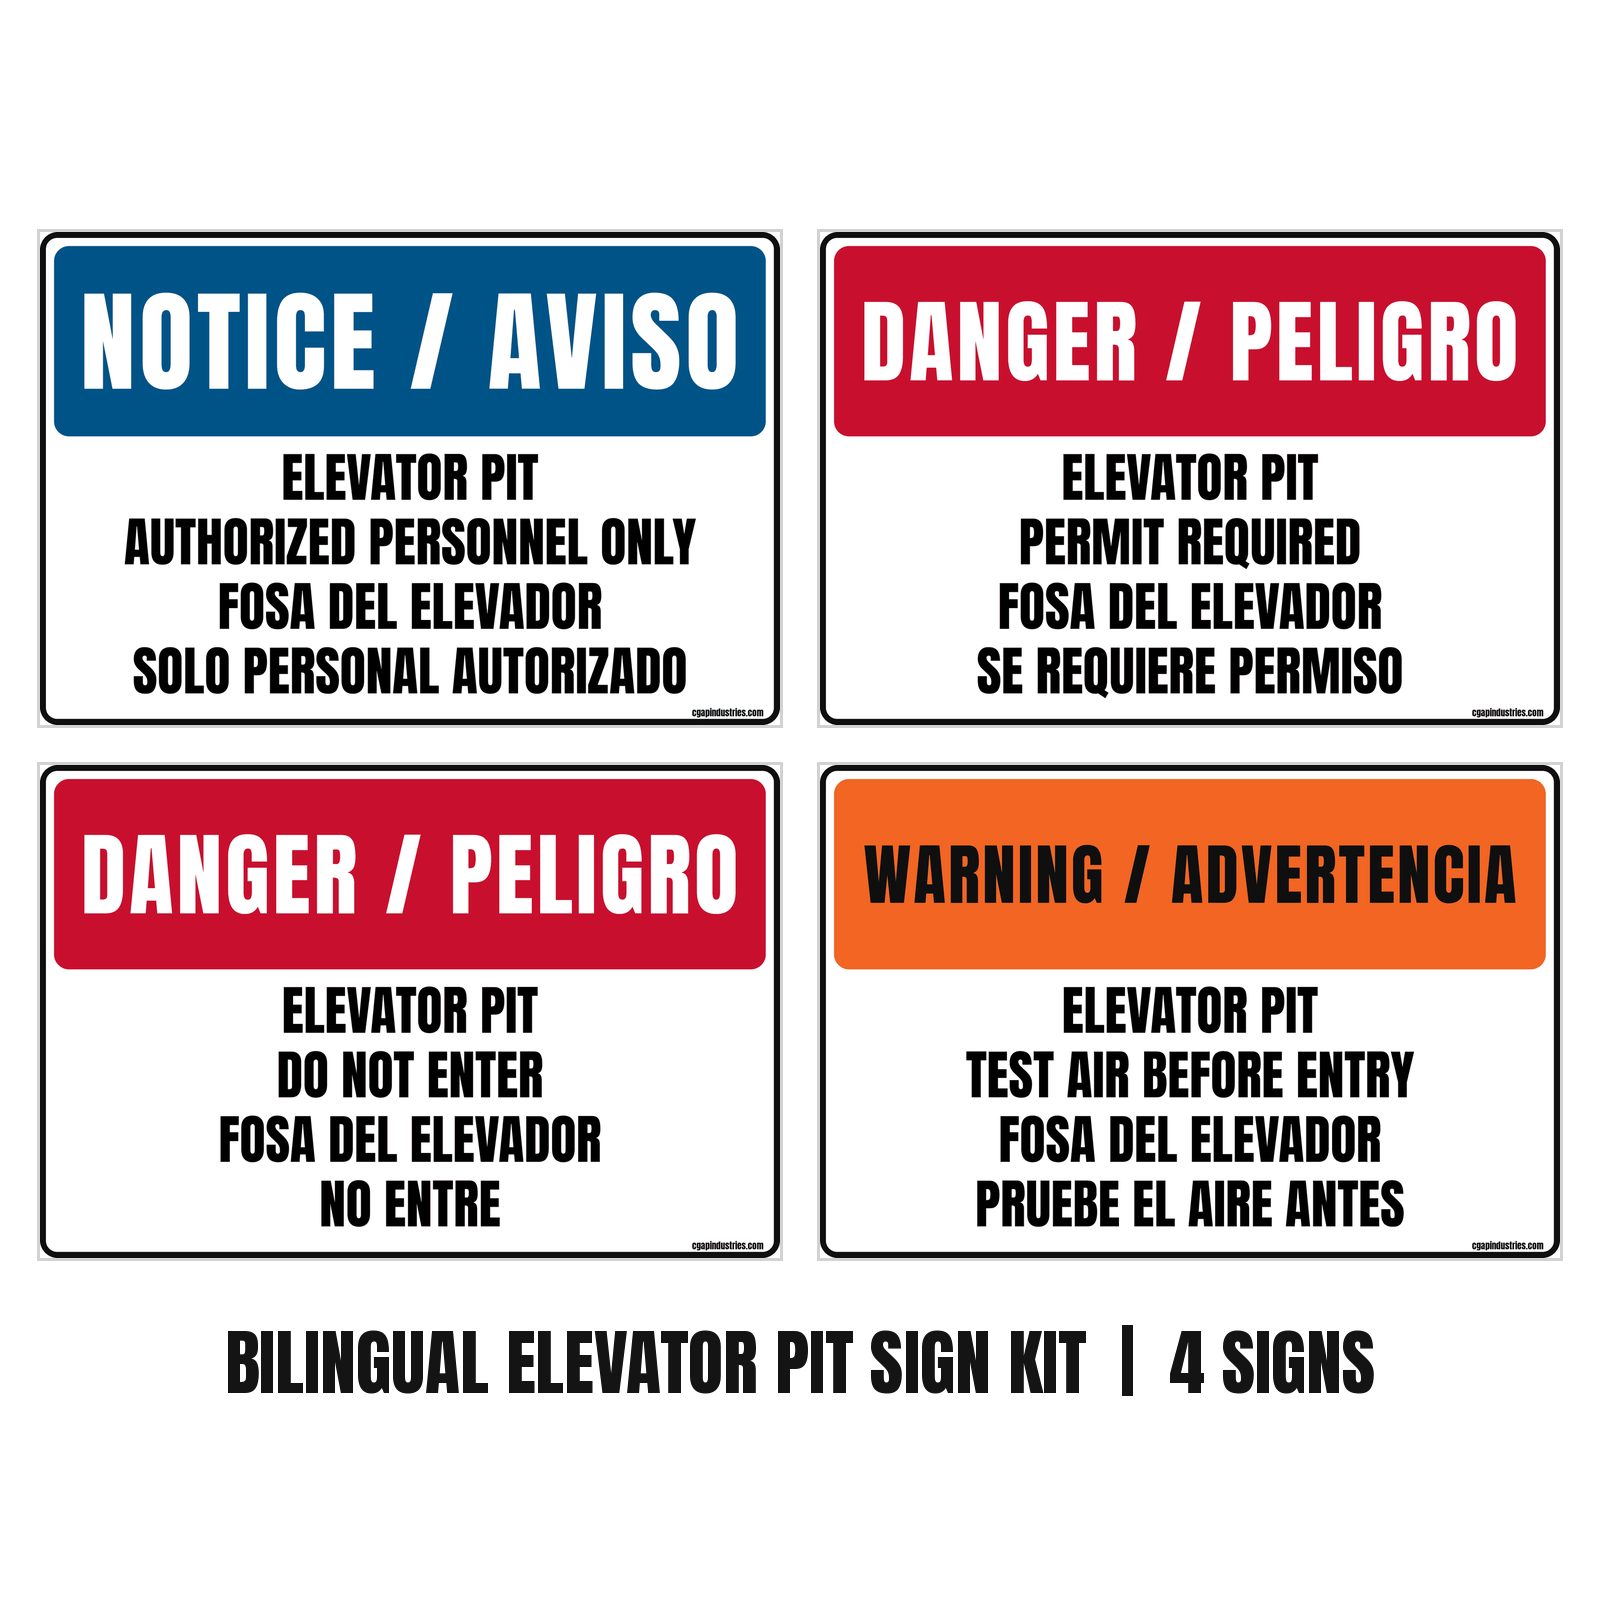 NOTICE / AVISO
ELEVATOR PIT
AUTHORIZED PERSONNEL ONLY
FOSA DEL ELEVADOR
SOLO PERSONAL AUTORIZADO
cgapindustries.com
DANGER / PELIGRO
ELEVATOR PIT
PERMIT REQUIRED
FOSA DEL ELEVADOR
SE REQUIERE PERMISO
cgapindustries.com
DANGER / PELIGRO
ELEVATOR PIT
DO NOT ENTER
FOSA DEL ELEVADOR
NO ENTRE
cgapindustries.com
WARNING / ADVERTENCIA
ELEVATOR PIT
TEST AIR BEFORE ENTRY
FOSA DEL ELEVADOR
PRUEBE EL AIRE ANTES
cgapindustries.com
BILINGUAL ELEVATOR PIT SIGN KIT | 4 SIGNS